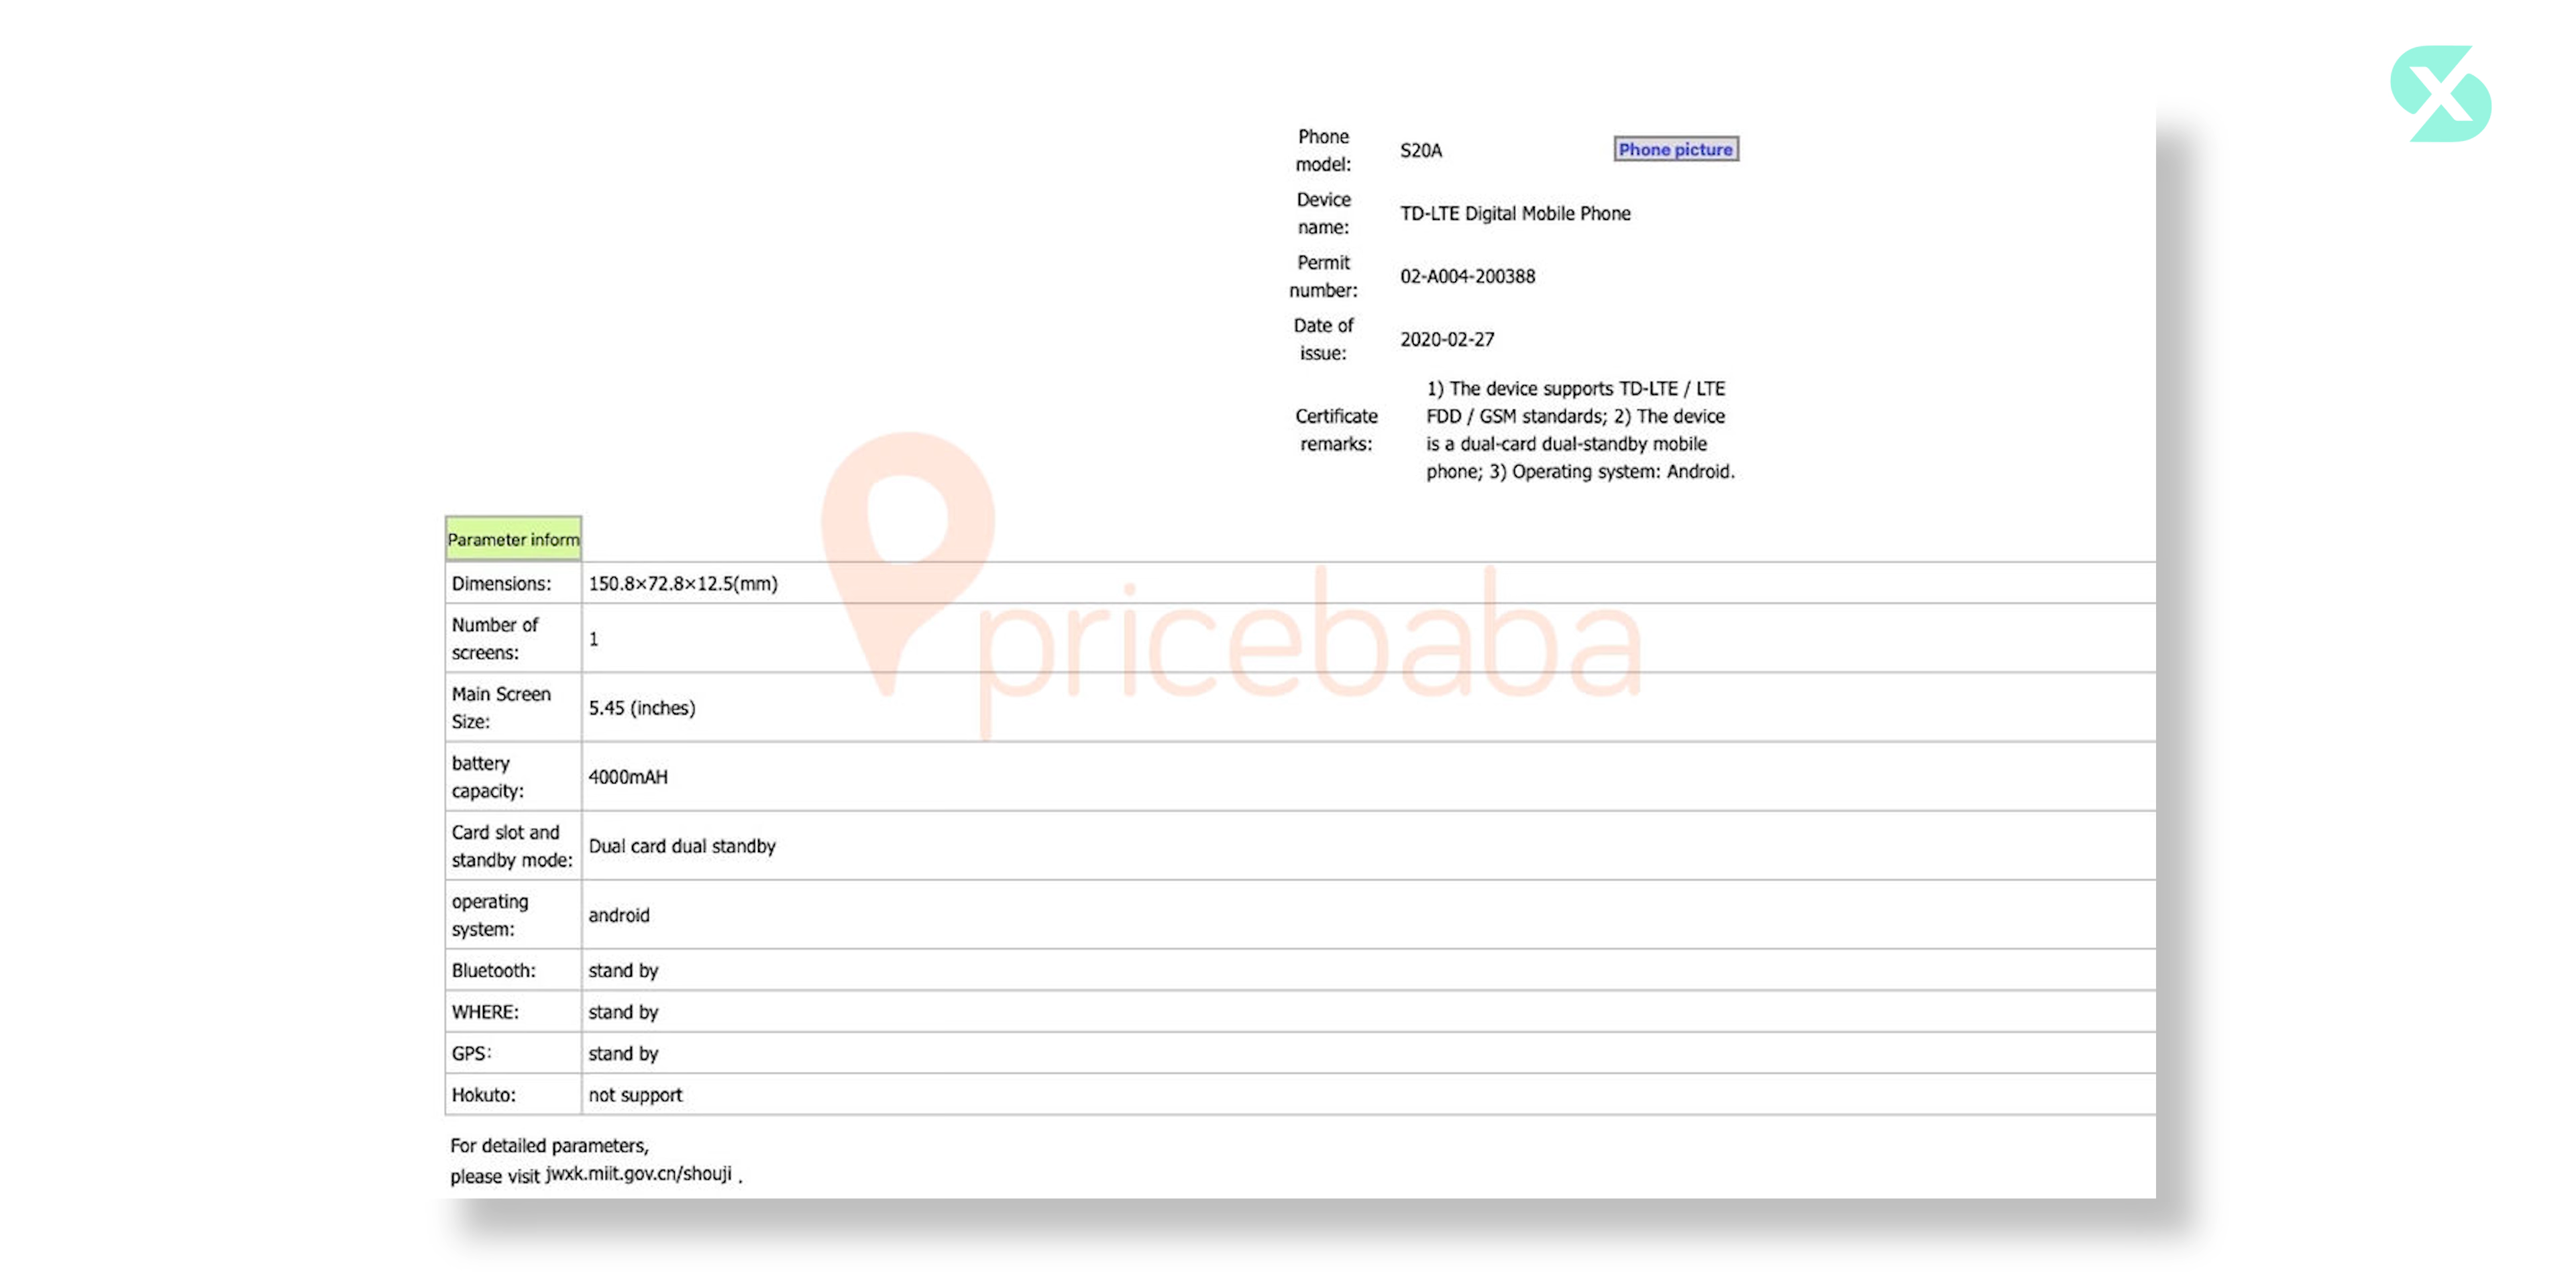 Phone
model:
S20A
Phone picture
Device
name:
TD-LTE Digital Mobile Phone
Permit
number:
02-A004-200388
Date of
issue:
2020-02-27
Certificate
remarks:
1) The device supports TD-LTE / LTE
FDD / GSM standards; 2) The device
is a dual-card dual-standby mobile
phone; 3) Operating system: Android.
Parameter inform
Dimensions:
150.8×72.8×12.5(mm)
Number of
screens:
1
Main Screen
Size:
5.45 (inches)
battery
capacity:
4000mAH
Card slot and
standby mode:
Dual card dual standby
operating
system:
android
Bluetooth:
stand by
WHERE:
stand by
GPS:
stand by
Hokuto:
not support
For detailed parameters,
please visit jwxk.miit.gov.cn/shouji .
pricebaba